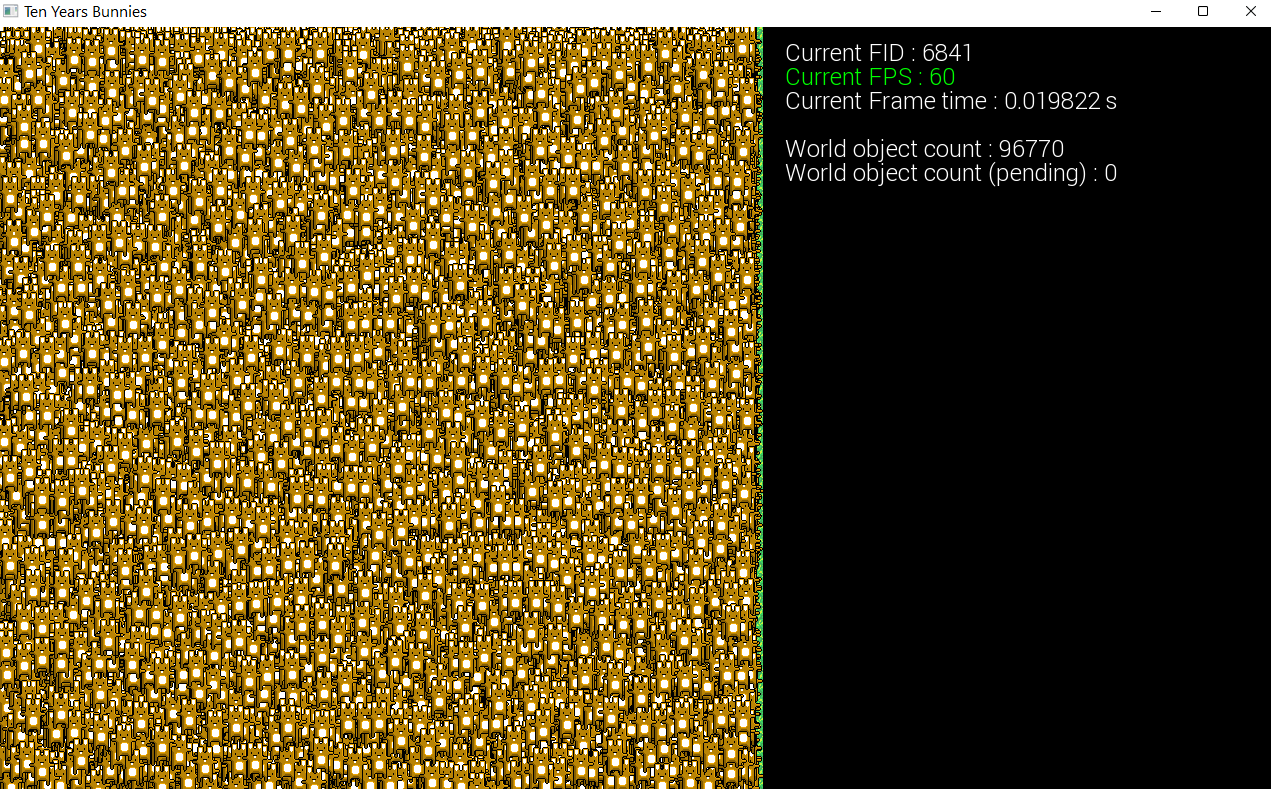 Ten Years Bunnies
Current FID : 6841
Current FPS : 60
Current Frame time : 0.019822 s
World object count : 96770
World object count (pending) : 0